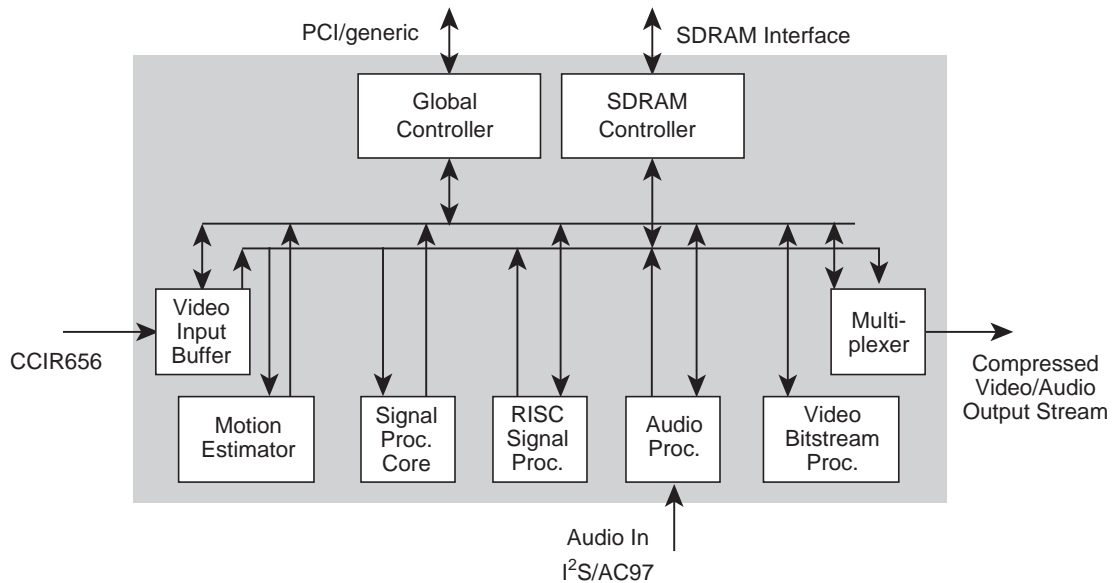 PCI/generic
SDRAM Interface
Global
Controller
SDRAM
Controller
Video
Input
Buffer
CCIR656
Multi-
plexer
Compressed
Video/Audio
Output Stream
Motion
Estimator
Signal
Proc.
Core
RISC
Signal
Proc.
Audio
Proc.
Video
Bitstream
Proc.
Audio In
I²S/AC97